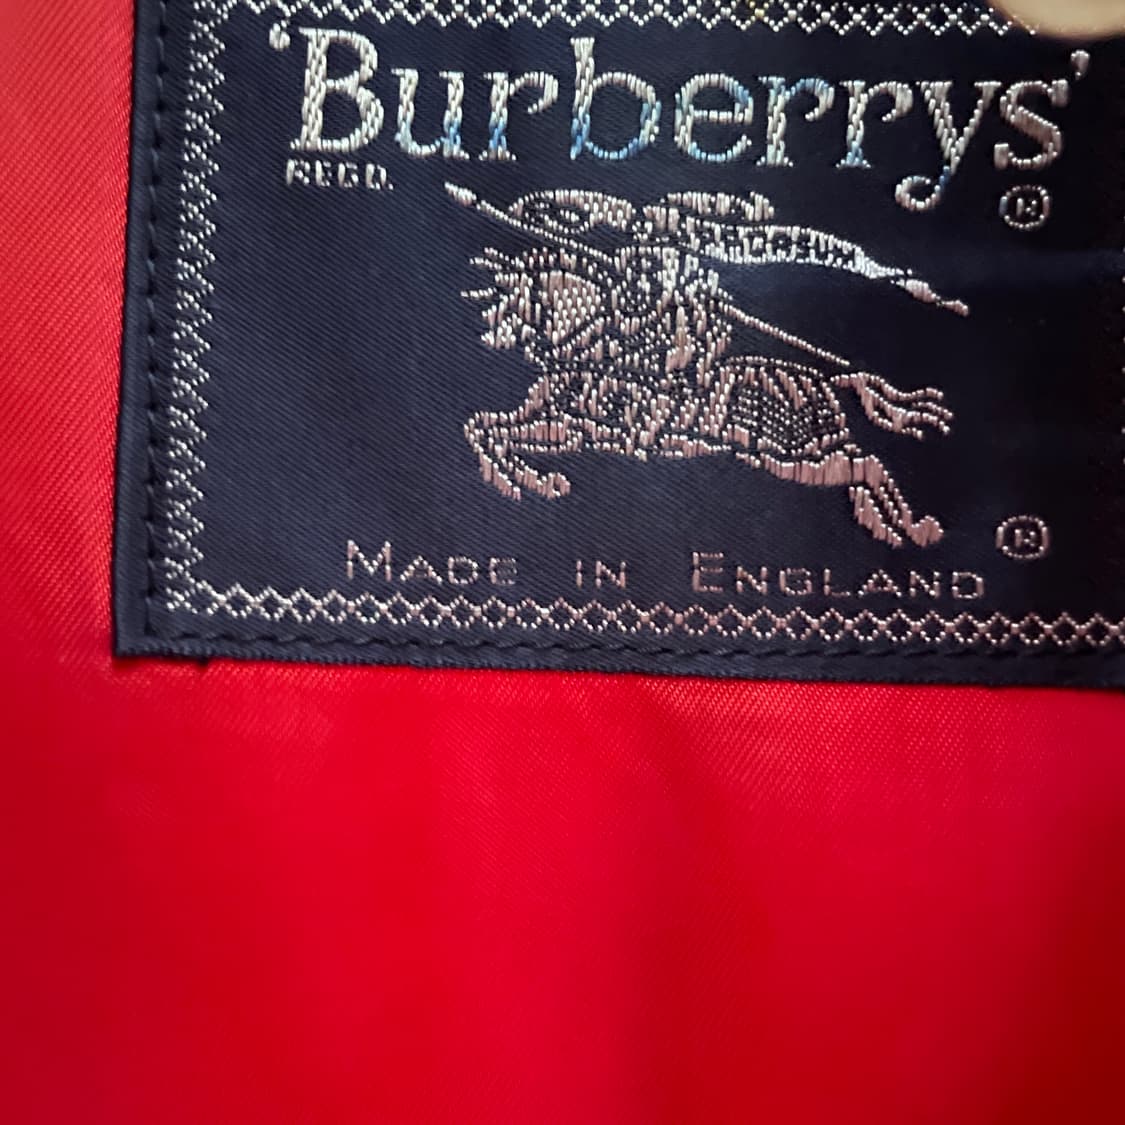 'Burberrys'
REGD.
®
®
MADE IN ENGLAND